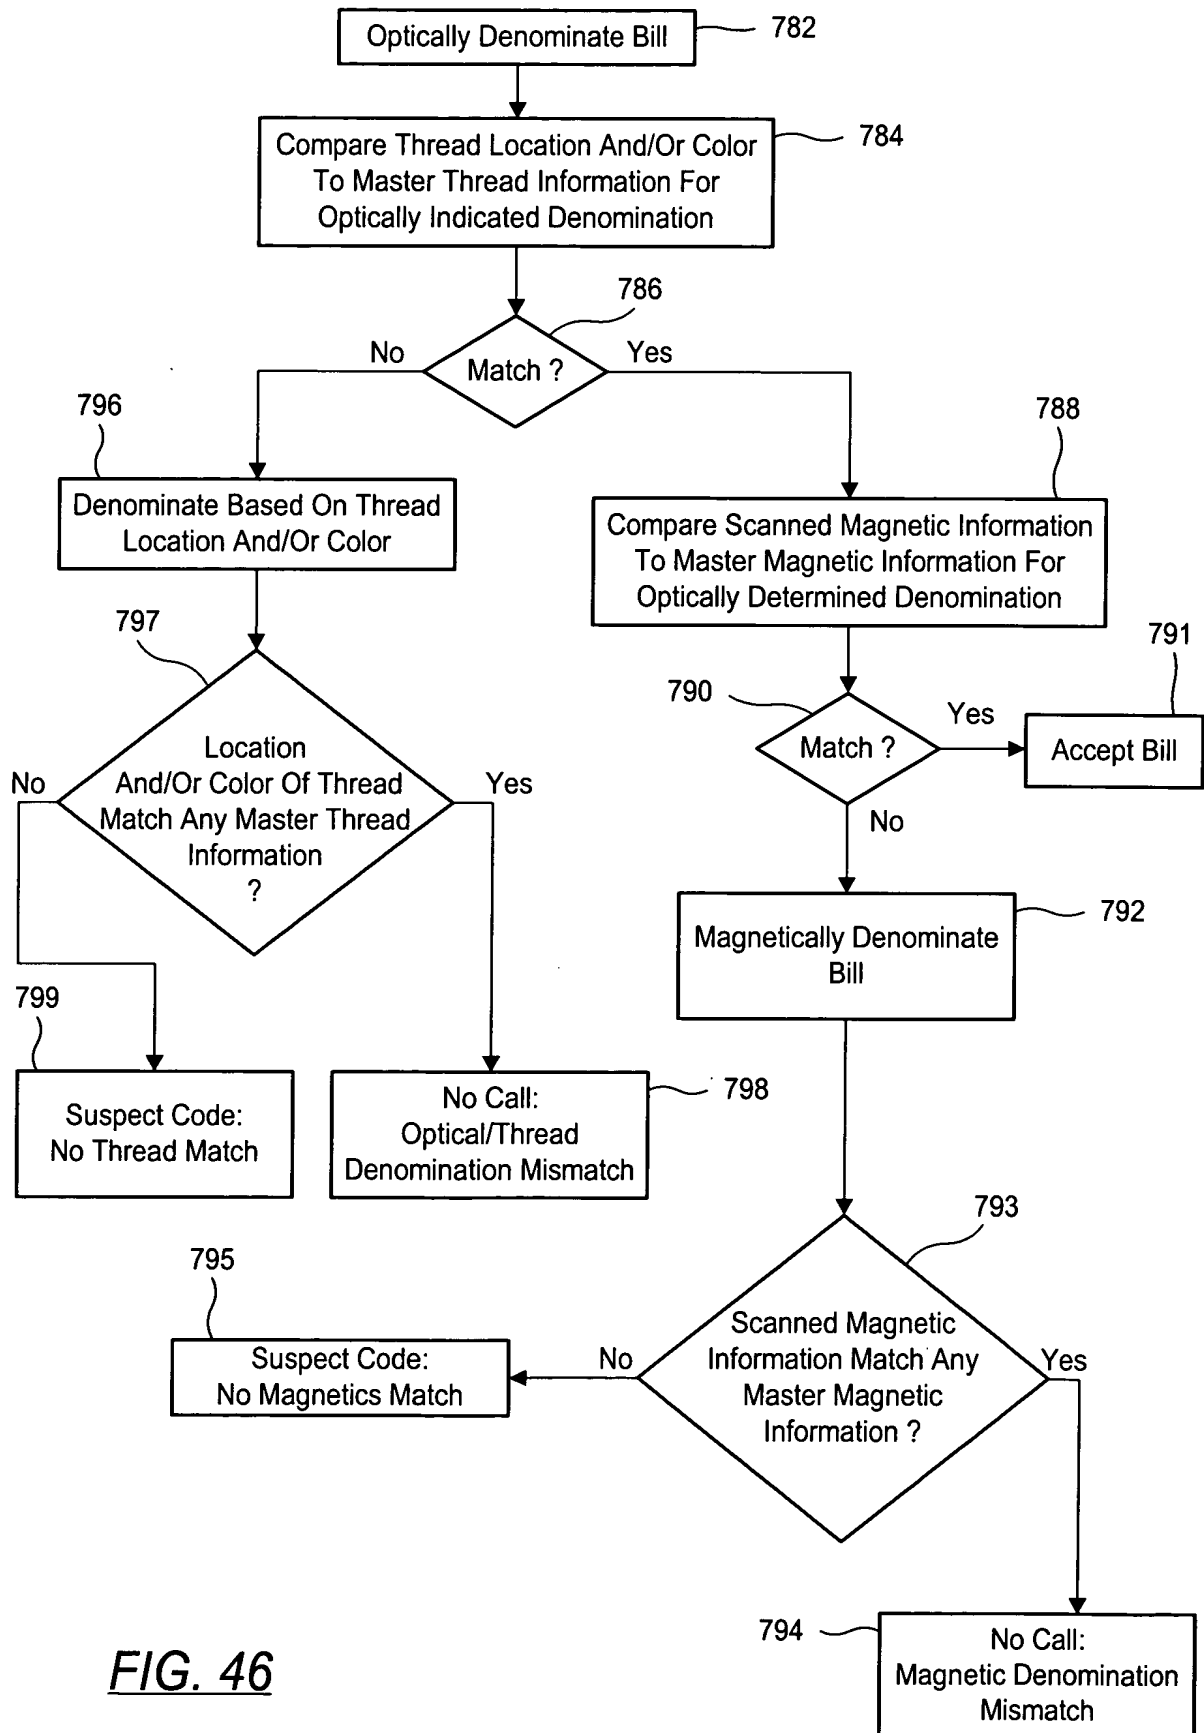 Optically Denominate Bill
782
Compare Thread Location And/Or Color
To Master Thread Information For
Optically Indicated Denomination
784
786
Match ?
No
Yes
796
Denominate Based On Thread
Location And/Or Color
788
Compare Scanned Magnetic Information
To Master Magnetic Information For
Optically Determined Denomination
797
Location
And/Or Color Of Thread
Match Any Master Thread
Information
?
No
Yes
790
Match ?
Yes
791
Accept Bill
No
792
Magnetically Denominate
Bill
799
Suspect Code:
No Thread Match
No Call:
Optical/Thread
Denomination Mismatch
798
793
Scanned Magnetic
Information Match Any
Master Magnetic
Information ?
No
Yes
795
Suspect Code:
No Magnetics Match
794
No Call:
Magnetic Denomination
Mismatch
FIG. 46